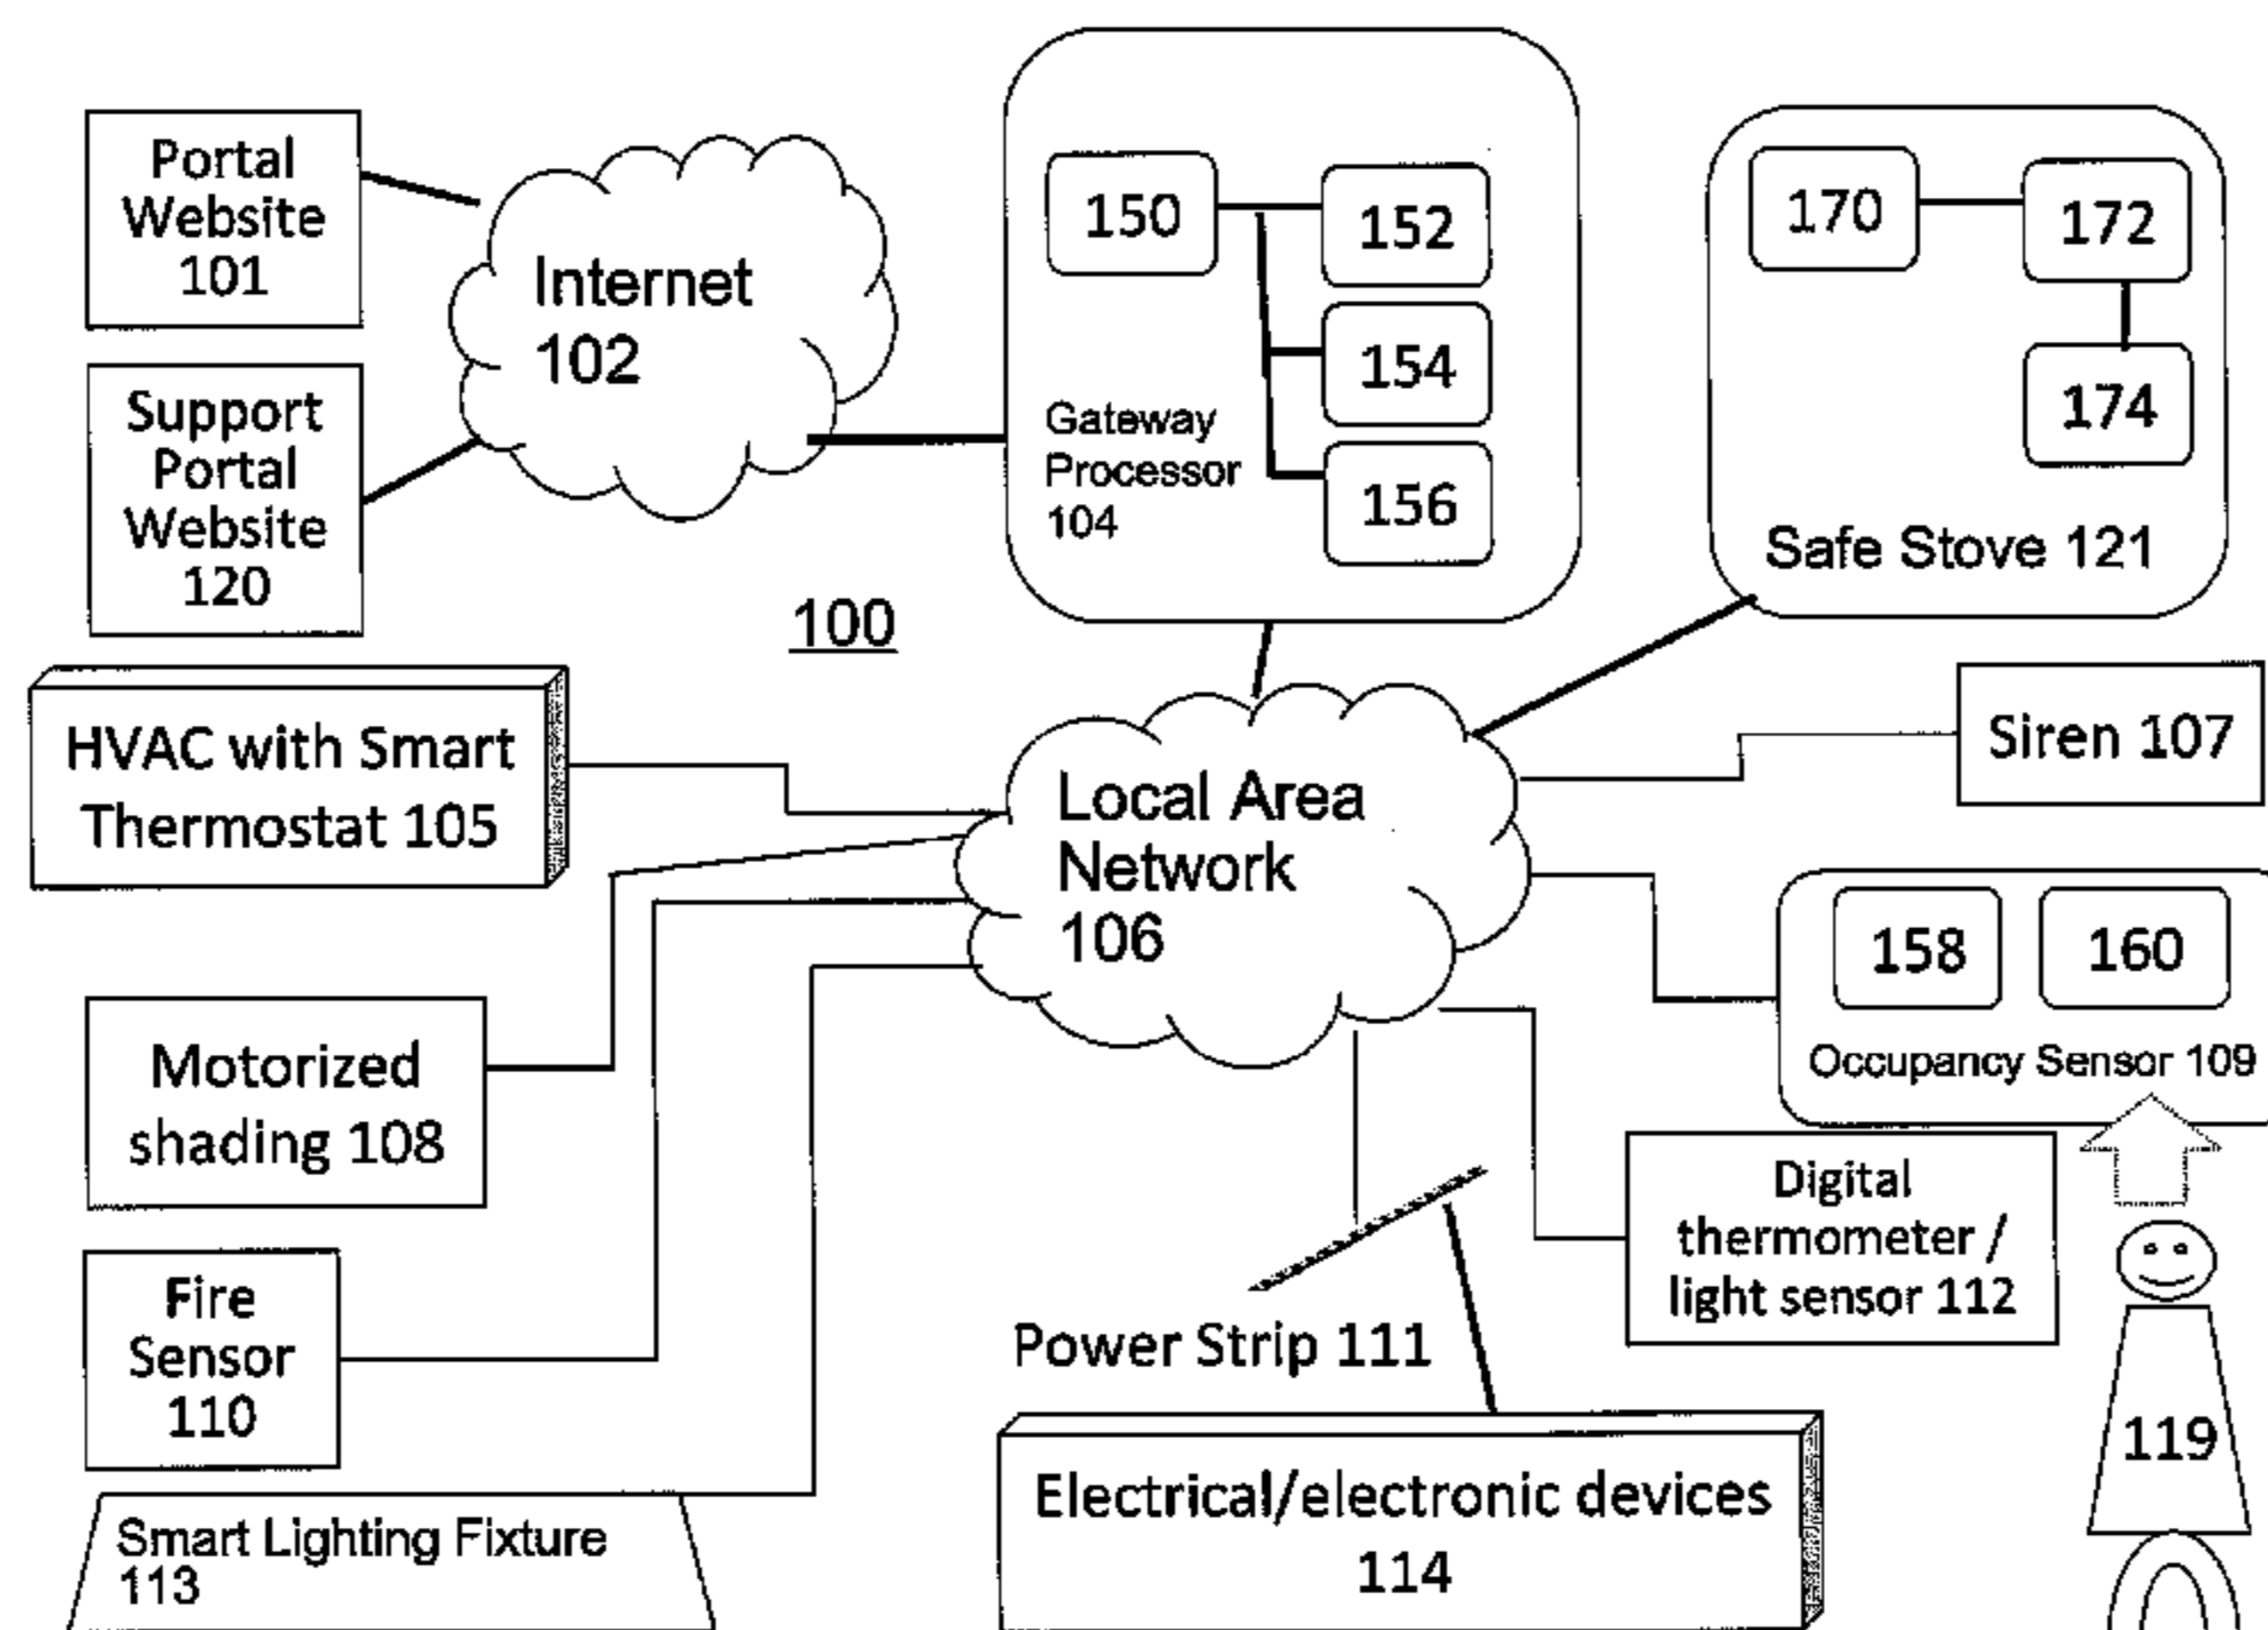 Portal
Website
101
Internet
102
150
152
154
156
Gateway
Processor
104
170
172
174
Safe Stove 121
Support
Portal
Website
120
100
HVAC with Smart
Thermostat 105
Local Area
Network
106
Siren 107
158
160
Occupancy Sensor 109
Motorized
shading 108
Digital
thermometer /
light sensor 112
Fire
Sensor
110
Power Strip 111
119
Smart Lighting Fixture
113
Electrical/electronic devices
114